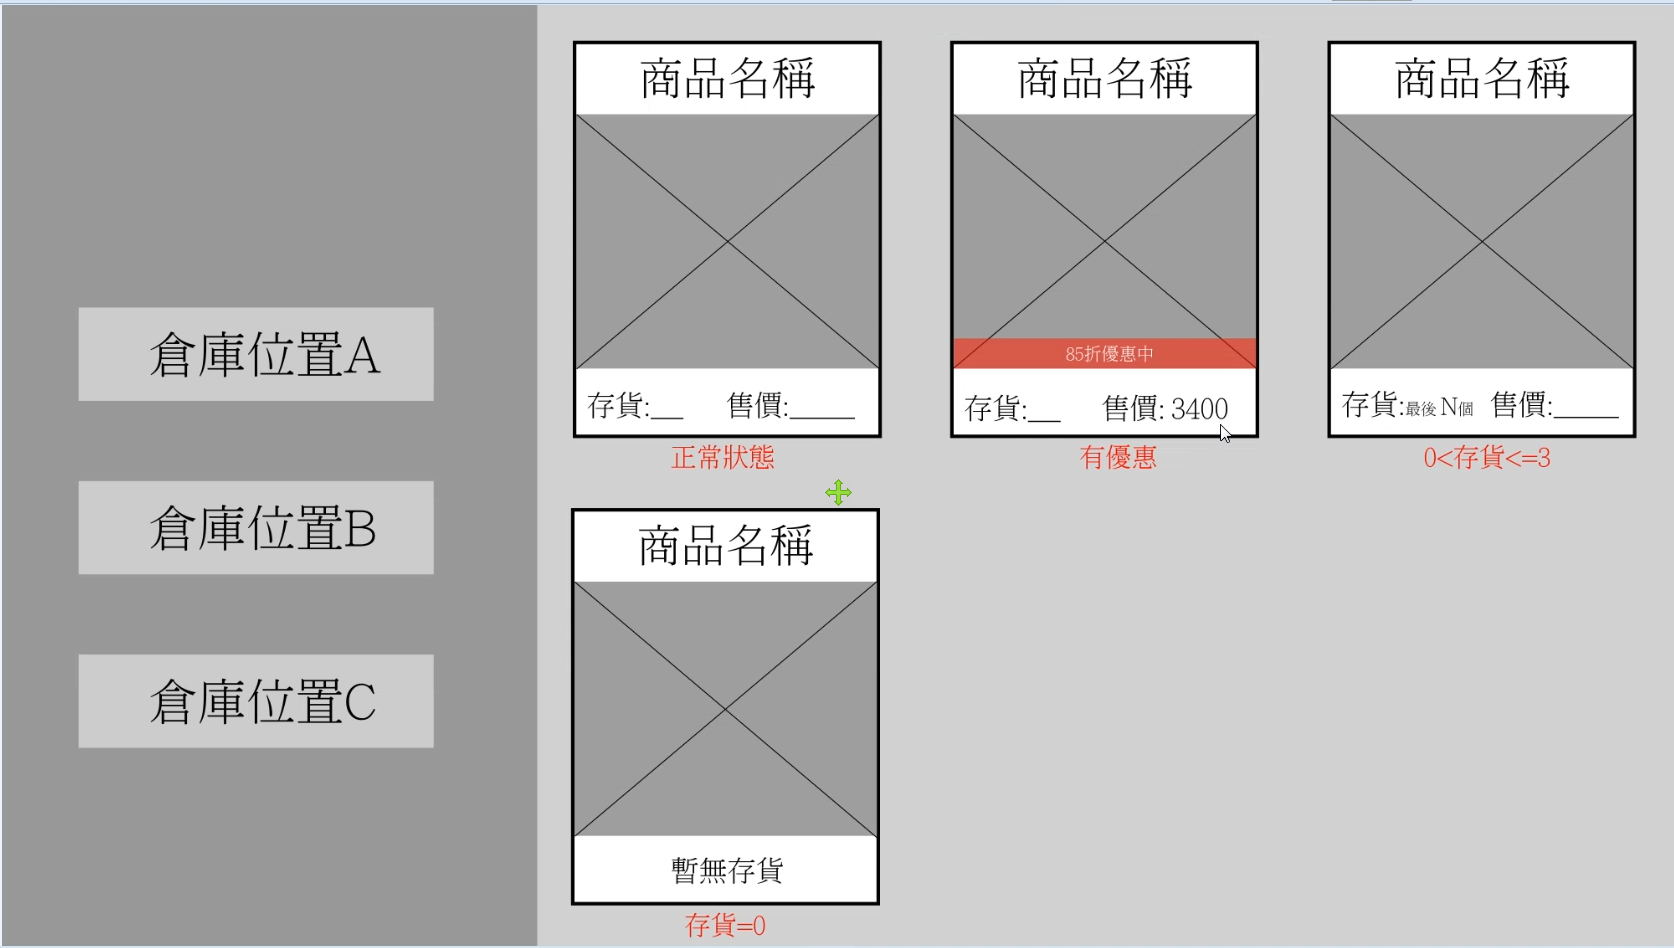 倉庫位置A
倉庫位置B
倉庫位置C
商品名稱
存貨:__ 售價:____
正常狀態
商品名稱
85折優惠中
存貨:__ 售價: 3400
有優惠
商品名稱
存貨:最後 N個 售價:____
0<存貨<=3
商品名稱
暫無存貨
存貨=0